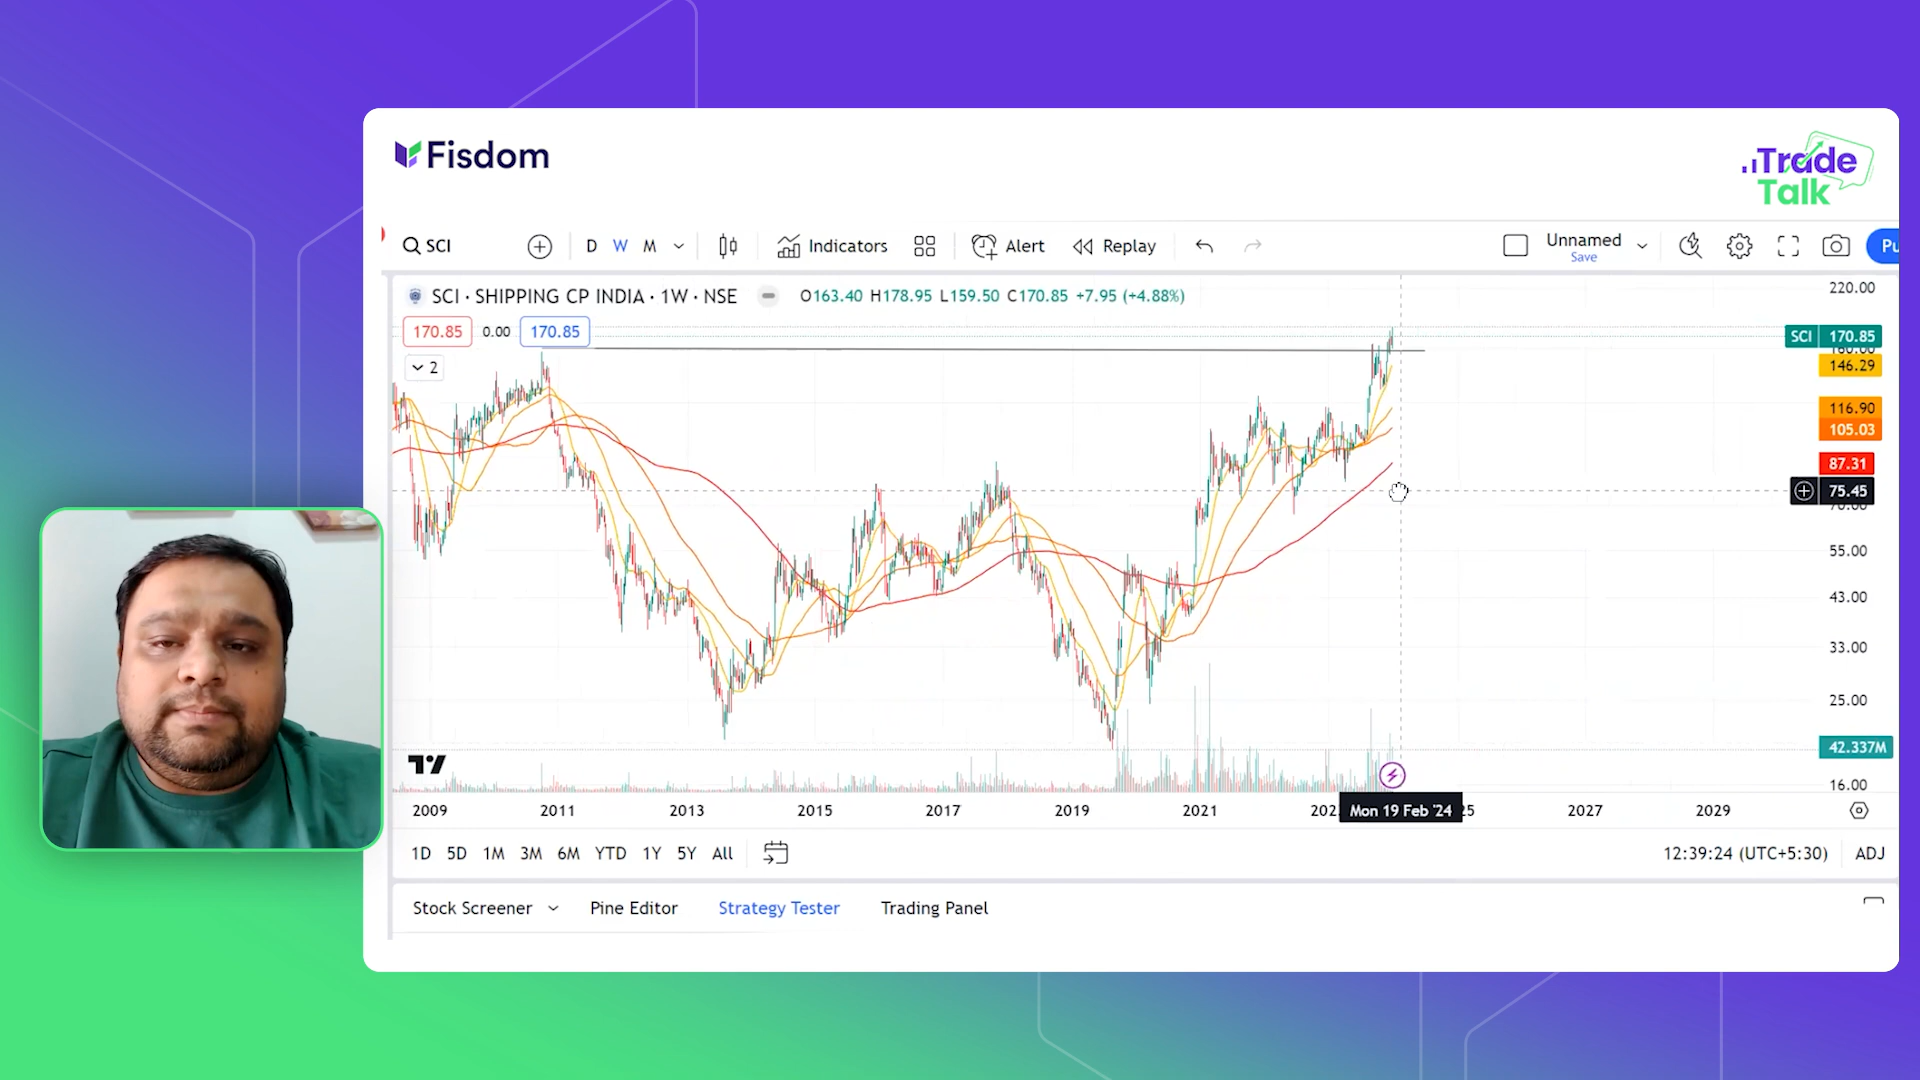 Fisdom
Trade
Talk
SCI
D W M
Indicators
Alert
Replay
Unnamed
Save
SCI · SHIPPING CP INDIA · 1W · NSE
O163.40 H178.95 L159.50 C170.85 +7.95 (+4.88%)
170.85 0.00 170.85
2
220.00
SCI 170.85
160.00
146.29
116.90
105.03
87.31
75.45
70.00
55.00
43.00
33.00
25.00
42.337M
16.00
2009 2011 2013 2015 2017 2019 2021 Mon 19 Feb '24 2027 2029
1D 5D 1M 3M 6M YTD 1Y 5Y All
12:39:24 (UTC+5:30) ADJ
Stock Screener Pine Editor Strategy Tester Trading Panel